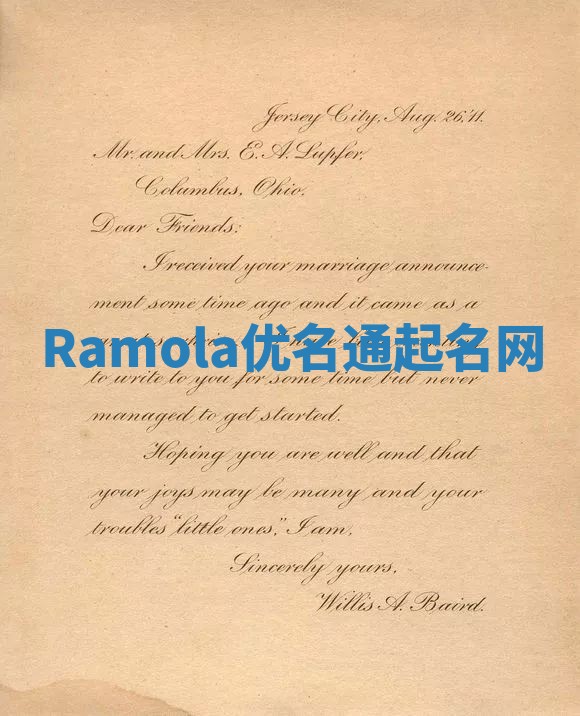 Jersey City, Aug. 26,'11.
Mr. and Mrs. E. A. Lupfer,
Columbus, Ohio.
Dear Friends:
I received your marriage announce-
ment some time ago and it came as a
Ramola优名通起名网
to write to you for some time but never
managed to get started.
Hoping you are well and that
your joys may be many and your
troubles "little ones," I am,
Sincerely yours,
Willis A. Baird.